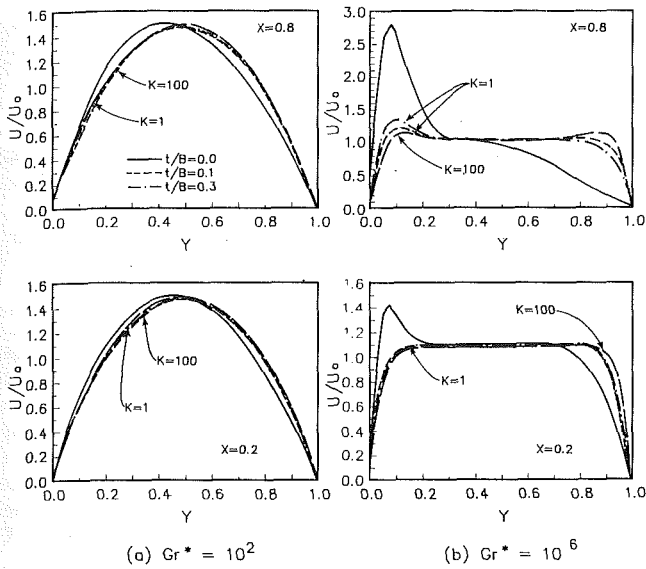 1.6
1.4
1.2
1.0
0.8
0.6
0.4
0.2
0.0
U/U₀
X=0.8
K=100
K=1
t/B=0.0
t/B=0.1
t/B=0.3
0.0 0.2 0.4 0.6 0.8 1.0
Y
3.0
2.5
2.0
1.5
1.0
0.5
0.0
U/U₀
X=0.8
K=1
K=100
0.0 0.2 0.4 0.6 0.8 1.0
Y
1.6
1.4
1.2
1.0
0.8
0.6
0.4
0.2
0.0
U/U₀
K=100
K=1
X=0.2
0.0 0.2 0.4 0.6 0.8 1.0
Y
1.6
1.4
1.2
1.0
0.8
0.6
0.4
0.2
0.0
U/U₀
K=100
K=1
X=0.2
0.0 0.2 0.4 0.6 0.8 1.0
Y
(a) Gr* = 10²
(b) Gr* = 10⁶